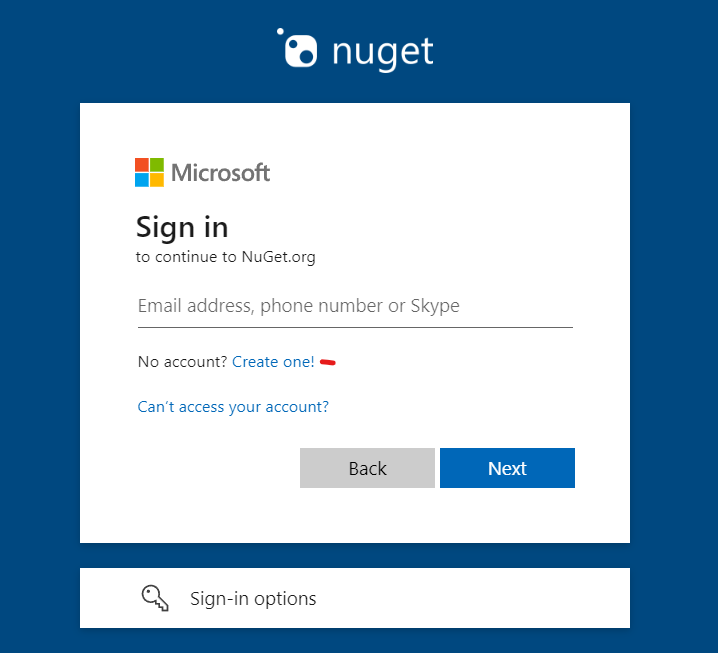 nuget
Microsoft
Sign in
to continue to NuGet.org
Email address, phone number or Skype
No account? Create one!
Can’t access your account?
Back
Next
Sign-in options